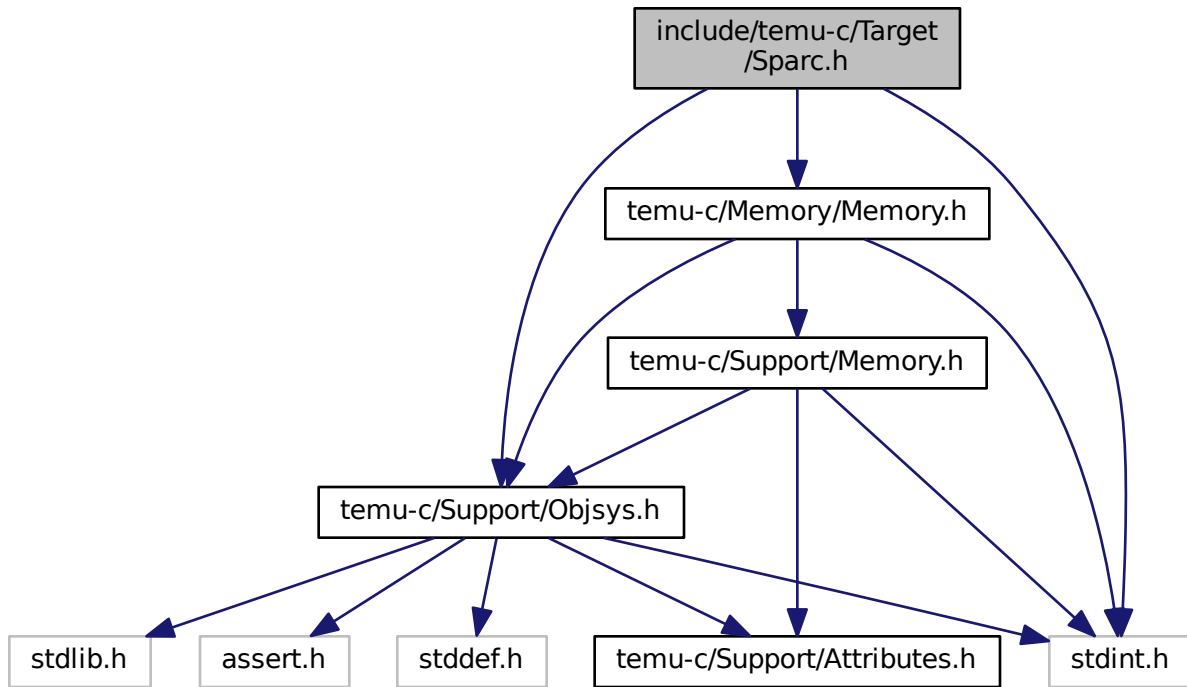 include/temu-c/Target
/Sparc.h
temu-c/Memory/Memory.h
temu-c/Support/Memory.h
temu-c/Support/Objsys.h
stdlib.h
assert.h
stddef.h
temu-c/Support/Attributes.h
stdint.h